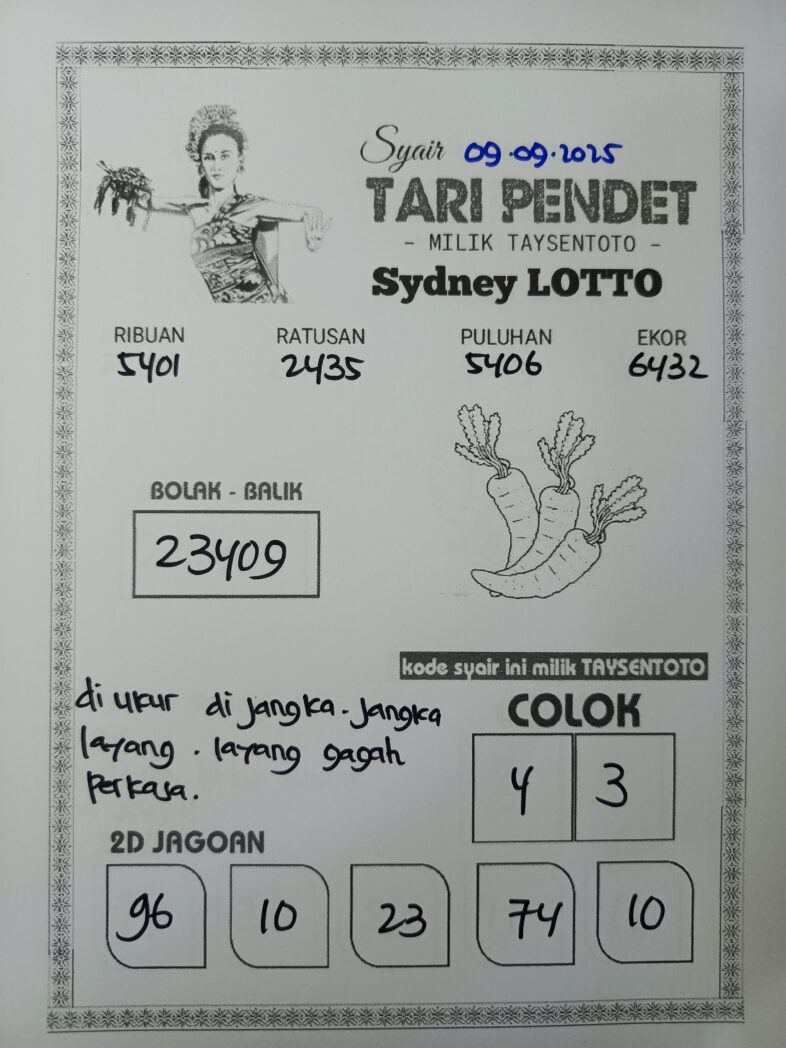 Syair 09.09.2025
TARI PENDET
- MILIK TAYSENTOTO -
Sydney LOTTO
RIBUAN RATUSAN PULUHAN EKOR
5401 2435 5406 6432
BOLAK - BALIK
23409
kode syair ini milik TAYSENTOTO
di ukur di jangka. Jangka
layang. layang gagah
Perkasa.
COLOK
4 3
2D JAGOAN
96 10 23 74 10